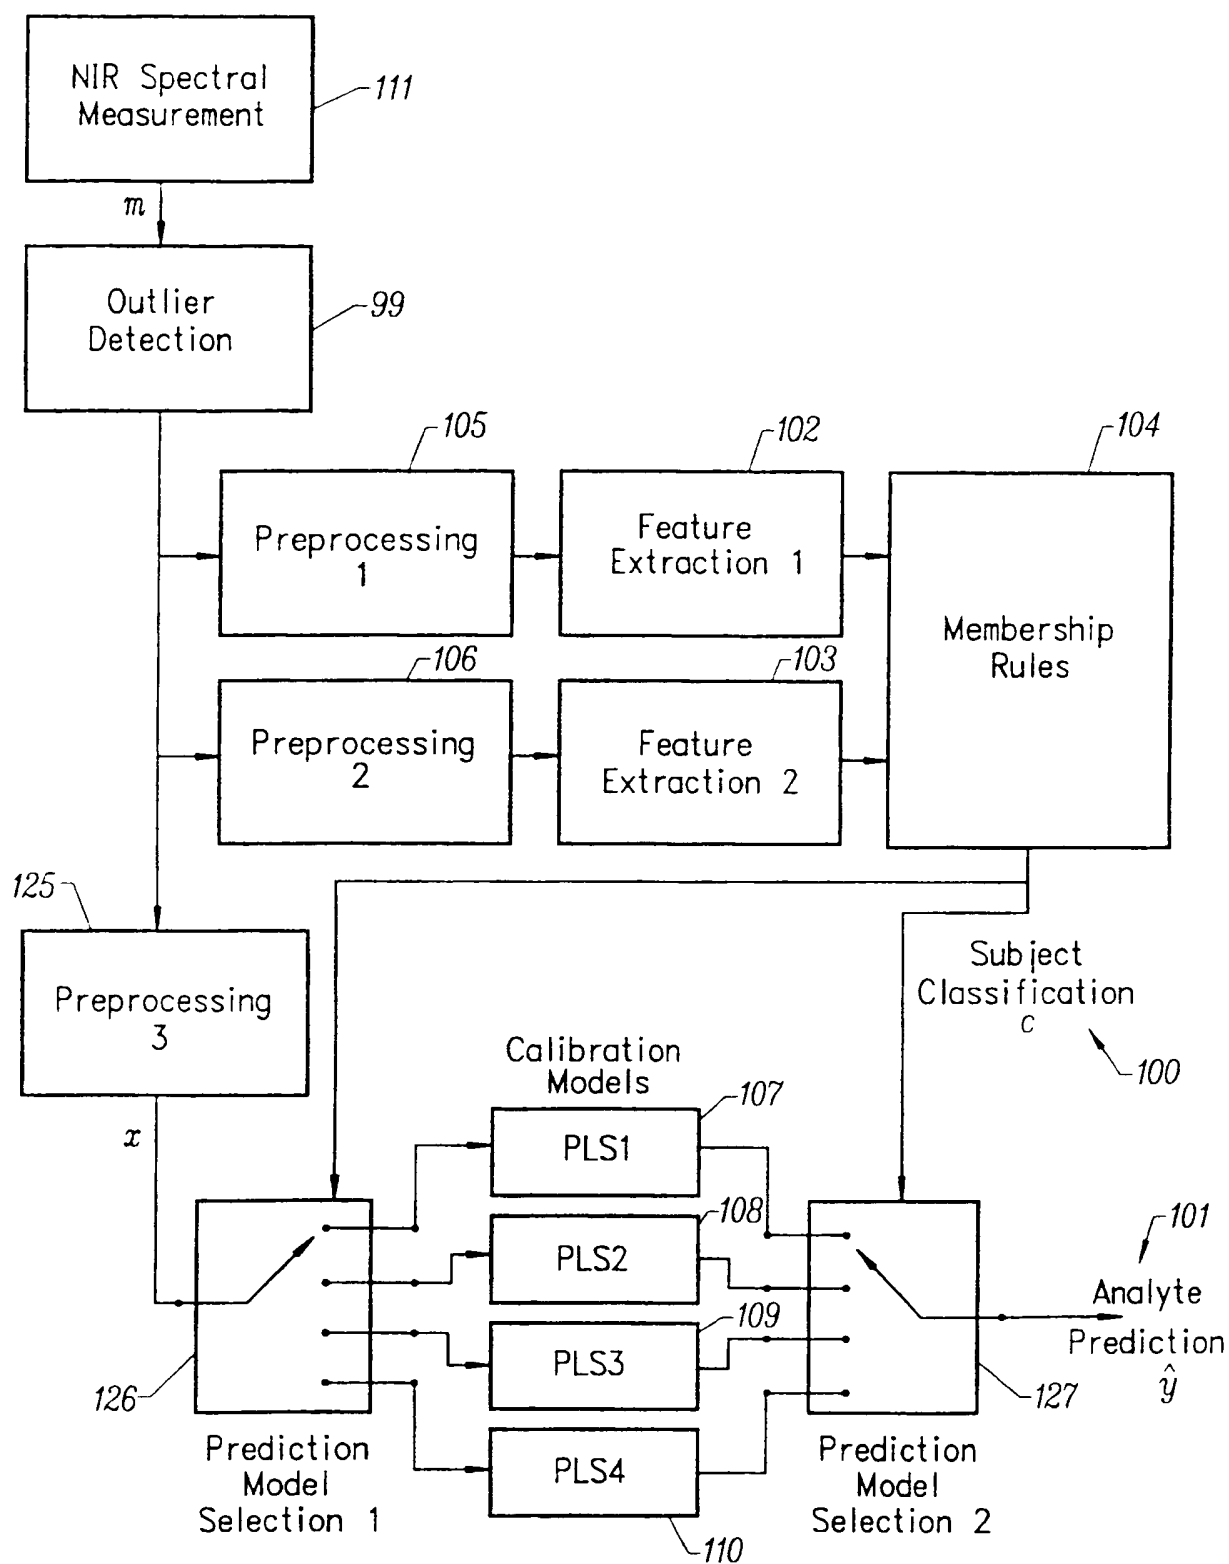 NIR Spectral
Measurement
111
m
Outlier
Detection
99
105
102
104
Preprocessing
1
Feature
Extraction 1
Membership
Rules
106
103
Preprocessing
2
Feature
Extraction 2
125
Preprocessing
3
Subject
Classification
c
100
x
Calibration
Models
107
PLS1
108
PLS2
109
PLS3
PLS4
110
101
Analyte
Prediction
ŷ
126
127
Prediction
Model
Selection 1
Prediction
Model
Selection 2